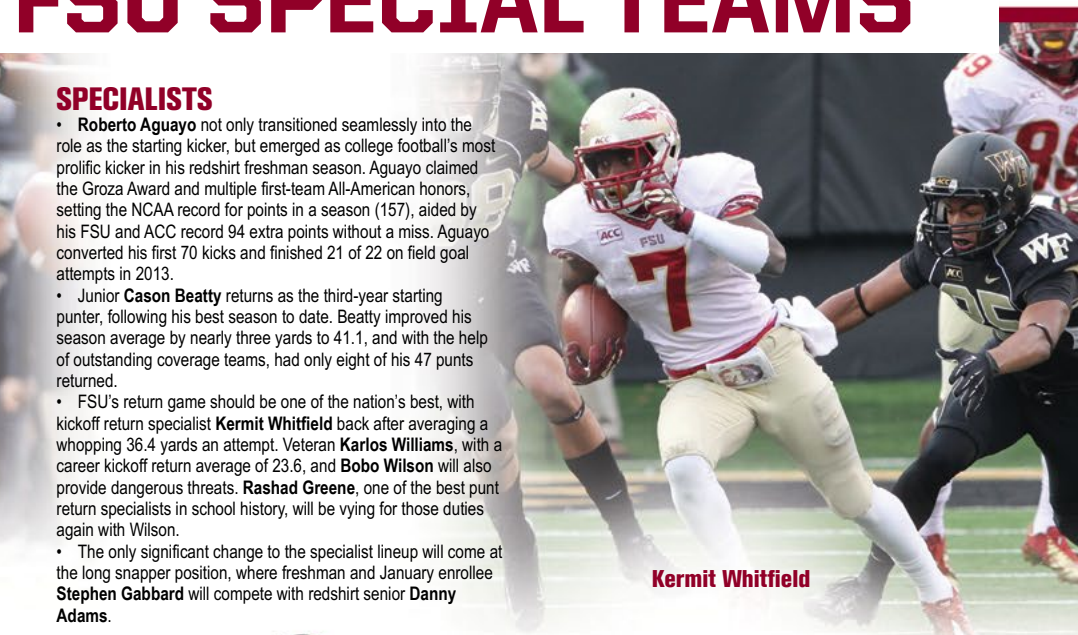 FSU SPECIAL TEAMS
SPECIALISTS
• Roberto Aguayo not only transitioned seamlessly into the
role as the starting kicker, but emerged as college football's most
prolific kicker in his redshirt freshman season. Aguayo claimed
the Groza Award and multiple first-team All-American honors,
setting the NCAA record for points in a season (157), aided by
his FSU and ACC record 94 extra points without a miss. Aguayo
converted his first 70 kicks and finished 21 of 22 on field goal
attempts in 2013.
• Junior Cason Beatty returns as the third-year starting
punter, following his best season to date. Beatty improved his
season average by nearly three yards to 41.1, and with the help
of outstanding coverage teams, had only eight of his 47 punts
returned.
• FSU's return game should be one of the nation's best, with
kickoff return specialist Kermit Whitfield back after averaging a
whopping 36.4 yards an attempt. Veteran Karlos Williams, with a
career kickoff return average of 23.6, and Bobo Wilson will also
provide dangerous threats. Rashad Greene, one of the best punt
return specialists in school history, will be vying for those duties
again with Wilson.
• The only significant change to the specialist lineup will come at
the long snapper position, where freshman and January enrollee
Stephen Gabbard will compete with redshirt senior Danny
Adams.
ACC
ACC
FSU
7
WF
ACC
WF
ACC
WF
Kermit Whitfield